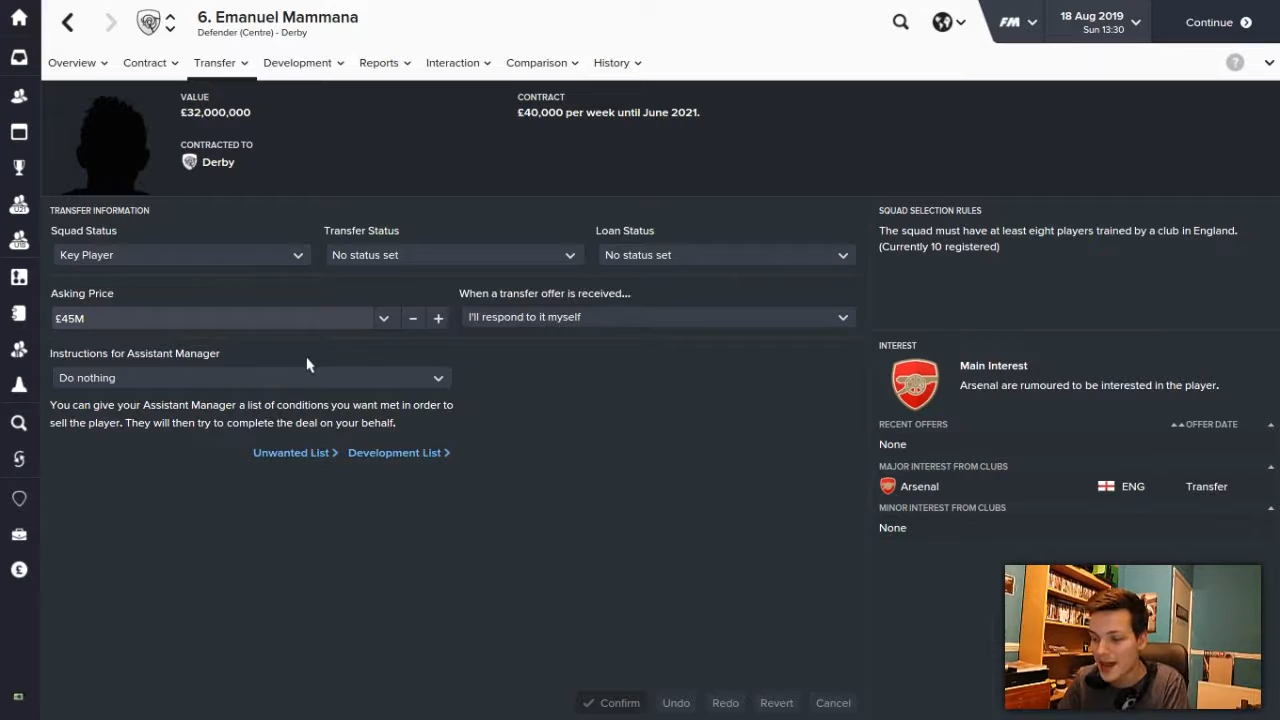 6. Emanuel Mammana
Defender (Centre) - Derby
FM
18 Aug 2019
Sun 13:30
Continue
Overview
Contract
Transfer
Development
Reports
Interaction
Comparison
History
VALUE
£32,000,000
CONTRACT
£40,000 per week until June 2021.
CONTRACTED TO
Derby
TRANSFER INFORMATION
Squad Status
Transfer Status
Loan Status
Key Player
No status set
No status set
Asking Price
When a transfer offer is received...
£45M
I'll respond to it myself
Instructions for Assistant Manager
Do nothing
You can give your Assistant Manager a list of conditions you want met in order to
sell the player. They will then try to complete the deal on your behalf.
Unwanted List >
Development List >
SQUAD SELECTION RULES
The squad must have at least eight players trained by a club in England.
(Currently 10 registered)
INTEREST
Main Interest
Arsenal are rumoured to be interested in the player.
RECENT OFFERS
OFFER DATE
None
MAJOR INTEREST FROM CLUBS
Arsenal
ENG
Transfer
MINOR INTEREST FROM CLUBS
None
Confirm
Undo
Redo
Revert
Cancel